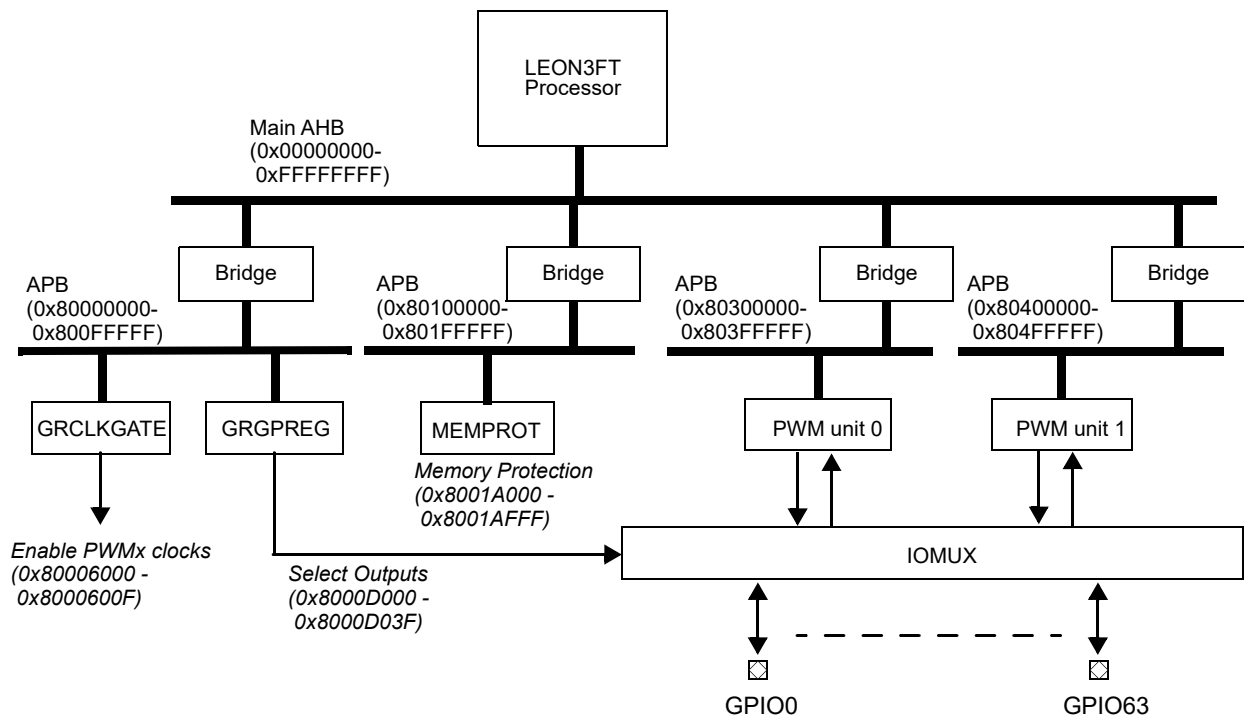 LEON3FT
Processor
Main AHB
(0x00000000-
0xFFFFFFFF)
Bridge
Bridge
Bridge
Bridge
APB
(0x80000000-
0x800FFFFF)
APB
(0x80100000-
0x801FFFFF)
APB
(0x80300000-
0x803FFFFF)
APB
(0x80400000-
0x804FFFFF)
GRCLKGATE
GRGPREG
MEMPROT
PWM unit 0
PWM unit 1
Memory Protection
(0x8001A000 -
0x8001AFFF)
Enable PWMx clocks
(0x80006000 -
0x8000600F)
Select Outputs
(0x8000D000 -
0x8000D03F)
IOMUX
GPIO0
GPIO63